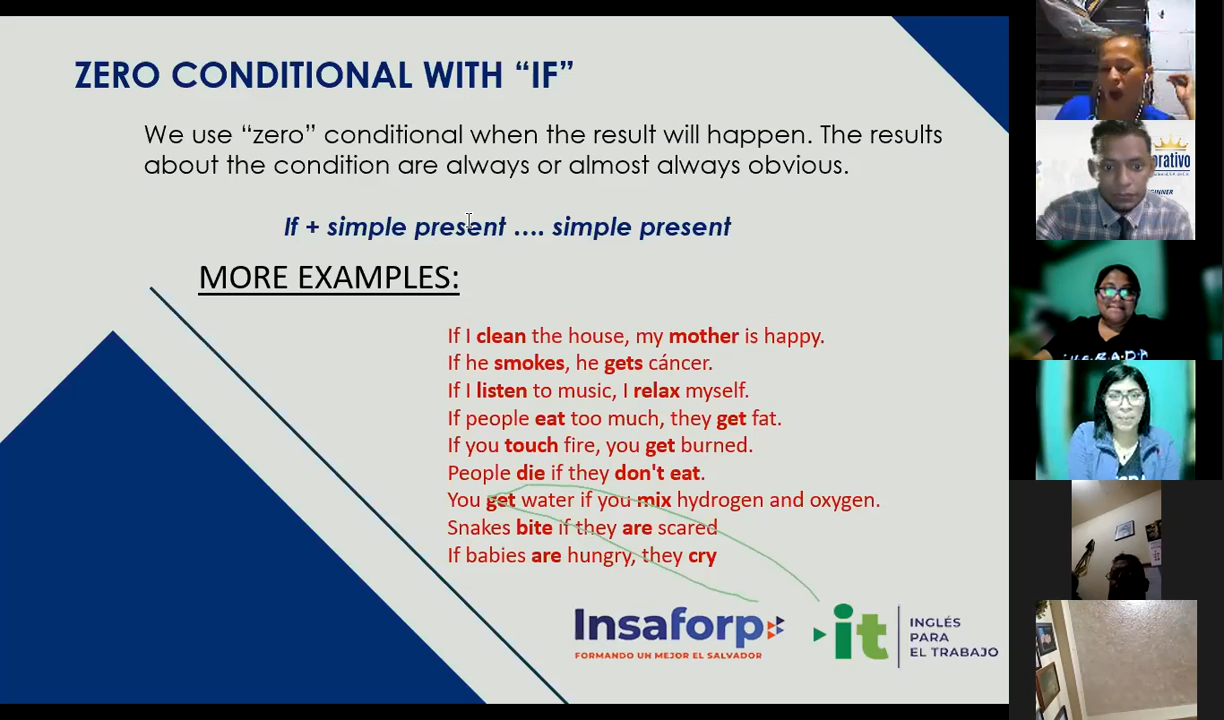 ZERO CONDITIONAL WITH “IF”
We use “zero” conditional when the result will happen. The results
about the condition are always or almost always obvious.
If + simple present .... simple present
MORE EXAMPLES:
If I clean the house, my mother is happy.
If he smokes, he gets cáncer.
If I listen to music, I relax myself.
If people eat too much, they get fat.
If you touch fire, you get burned.
People die if they don't eat.
You get water if you mix hydrogen and oxygen.
Snakes bite if they are scared
If babies are hungry, they cry
Insaforp
FORMANDO UN MEJOR EL SALVADOR
it
INGLÉS
PARA
EL TRABAJO
orativo